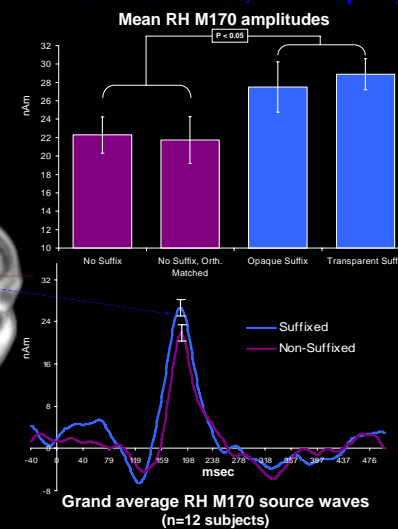 Mean RH M170 amplitudes
P < 0.05
32
30
28
26
24
22
20
18
16
14
12
10
nAm
No Suffix
No Suffix, Orth.
Matched
Opaque Suffix
Transparent Suff
32
24
16
8
0
-8
nAm
Suffixed
Non-Suffixed
-40 0 40 79 119 159 198 238 278 318 357 397 437 476
msec
Grand average RH M170 source waves
(n=12 subjects)